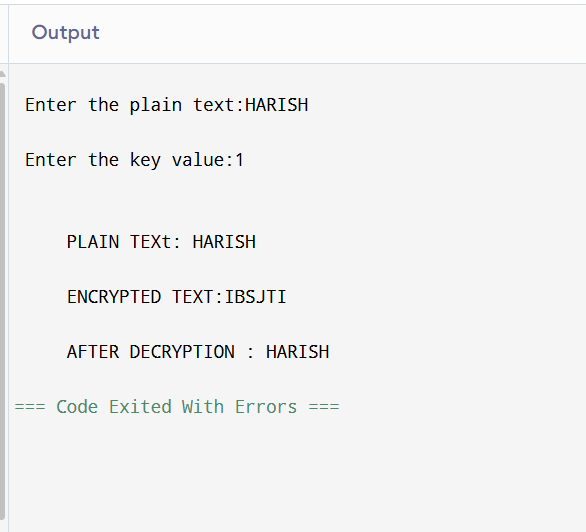 Output
Enter the plain text:HARISH
Enter the key value:1
PLAIN TEXt: HARISH
ENCRYPTED TEXT:IBSJTI
AFTER DECRYPTION : HARISH
=== Code Exited With Errors ===